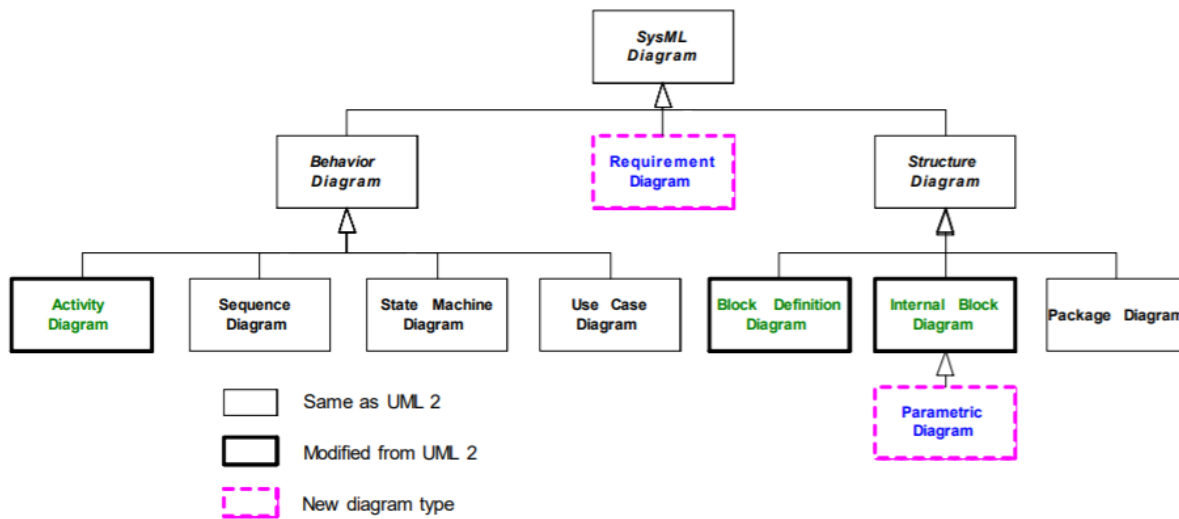 SysML
Diagram
Behavior
Diagram
Requirement
Diagram
Structure
Diagram
Activity
Diagram
Sequence
Diagram
State Machine
Diagram
Use Case
Diagram
Block Definition
Diagram
Internal Block
Diagram
Package Diagram
Parametric
Diagram
Same as UML 2
Modified from UML 2
New diagram type